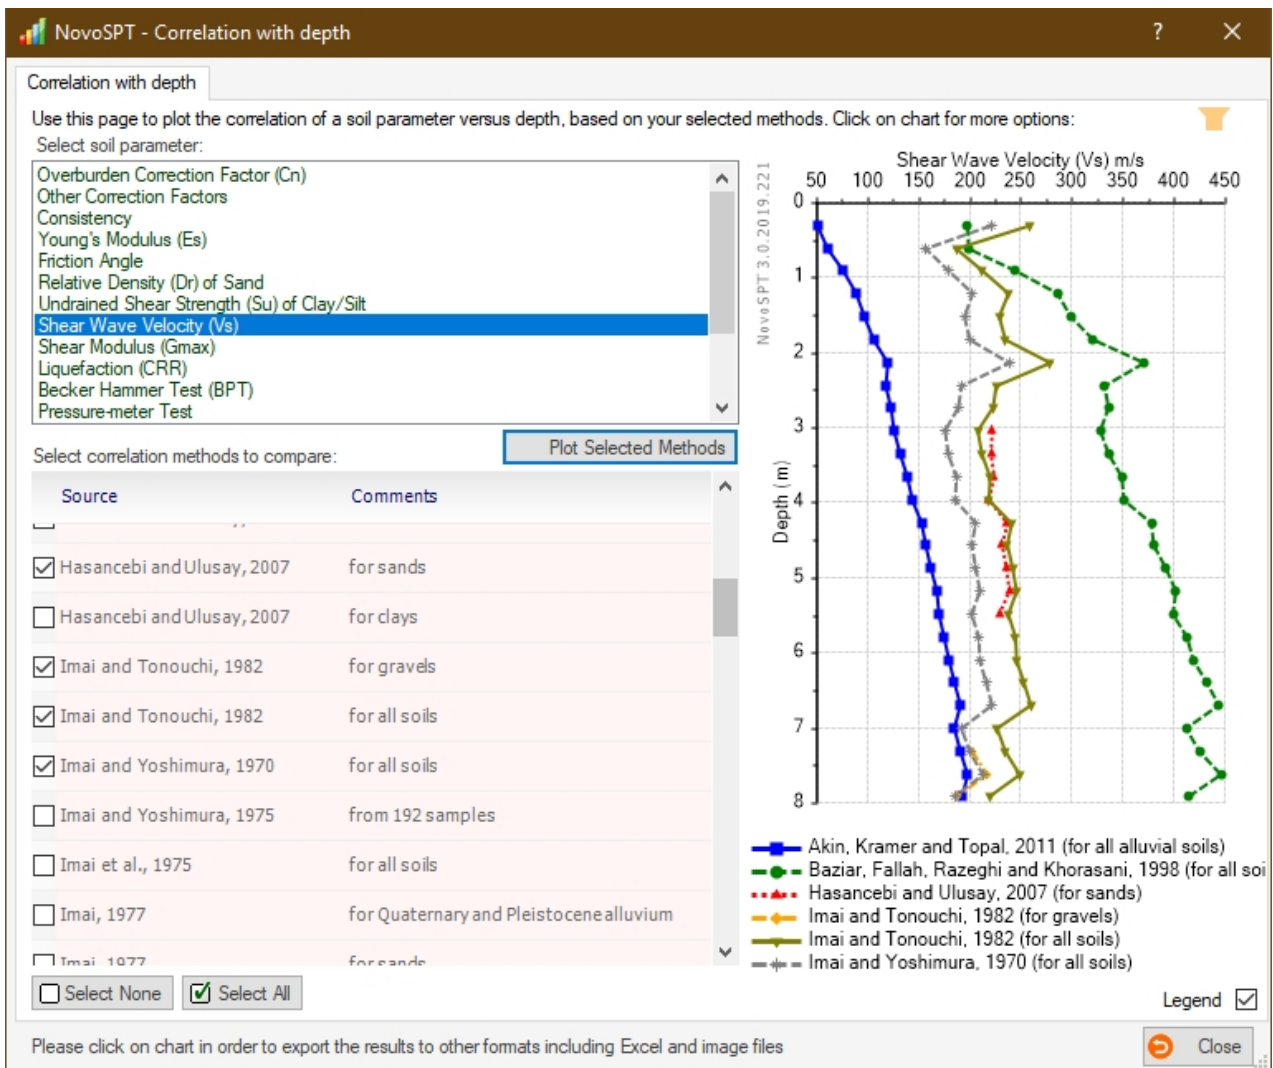 NovoSPT - Correlation with depth
?
Correlation with depth
Use this page to plot the correlation of a soil parameter versus depth, based on your selected methods. Click on chart for more options:
Select soil parameter:
Overburden Correction Factor (Cn)
Other Correction Factors
Consistency
Young's Modulus (Es)
Friction Angle
Relative Density (Dr) of Sand
Undrained Shear Strength (Su) of Clay/Silt
Shear Wave Velocity (Vs)
Shear Modulus (Gmax)
Liquefaction (CRR)
Becker Hammer Test (BPT)
Pressure-meter Test
Plot Selected Methods
Select correlation methods to compare:
Source Comments
Hasancebi and Ulusay, 2007 for sands
Hasancebi and Ulusay, 2007 for clays
Imai and Tonouchi, 1982 for gravels
Imai and Tonouchi, 1982 for all soils
Imai and Yoshimura, 1970 for all soils
Imai and Yoshimura, 1975 from 192 samples
Imai et al., 1975 for all soils
Imai, 1977 for Quaternary and Pleistocene alluvium
Imai, 1977 for sands
Select None
Select All
NovoSPT 3.0.2019.221
Shear Wave Velocity (Vs) m/s
50 100 150 200 250 300 350 400 450
0
1
2
3
4
5
6
7
8
Depth (m)
Akin, Kramer and Topal, 2011 (for all alluvial soils)
Baziar, Fallah, Razeghi and Khorasani, 1998 (for all soi
Hasancebi and Ulusay, 2007 (for sands)
Imai and Tonouchi, 1982 (for gravels)
Imai and Tonouchi, 1982 (for all soils)
Imai and Yoshimura, 1970 (for all soils)
Legend
Please click on chart in order to export the results to other formats including Excel and image files
Close